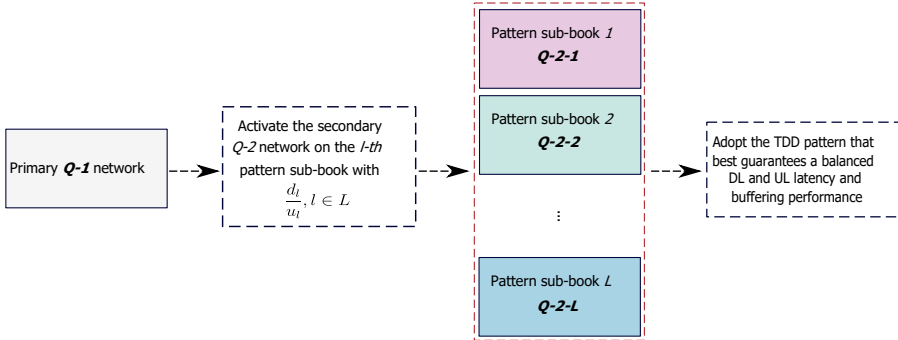 Primary Q-1 network
Activate the secondary
Q-2 network on the l-th
pattern sub-book with
d_l/u_l, l ∈ L
Pattern sub-book 1
Q-2-1
Pattern sub-book 2
Q-2-2
...
Pattern sub-book L
Q-2-L
Adopt the TDD pattern that
best guarantees a balanced
DL and UL latency and
buffering performance